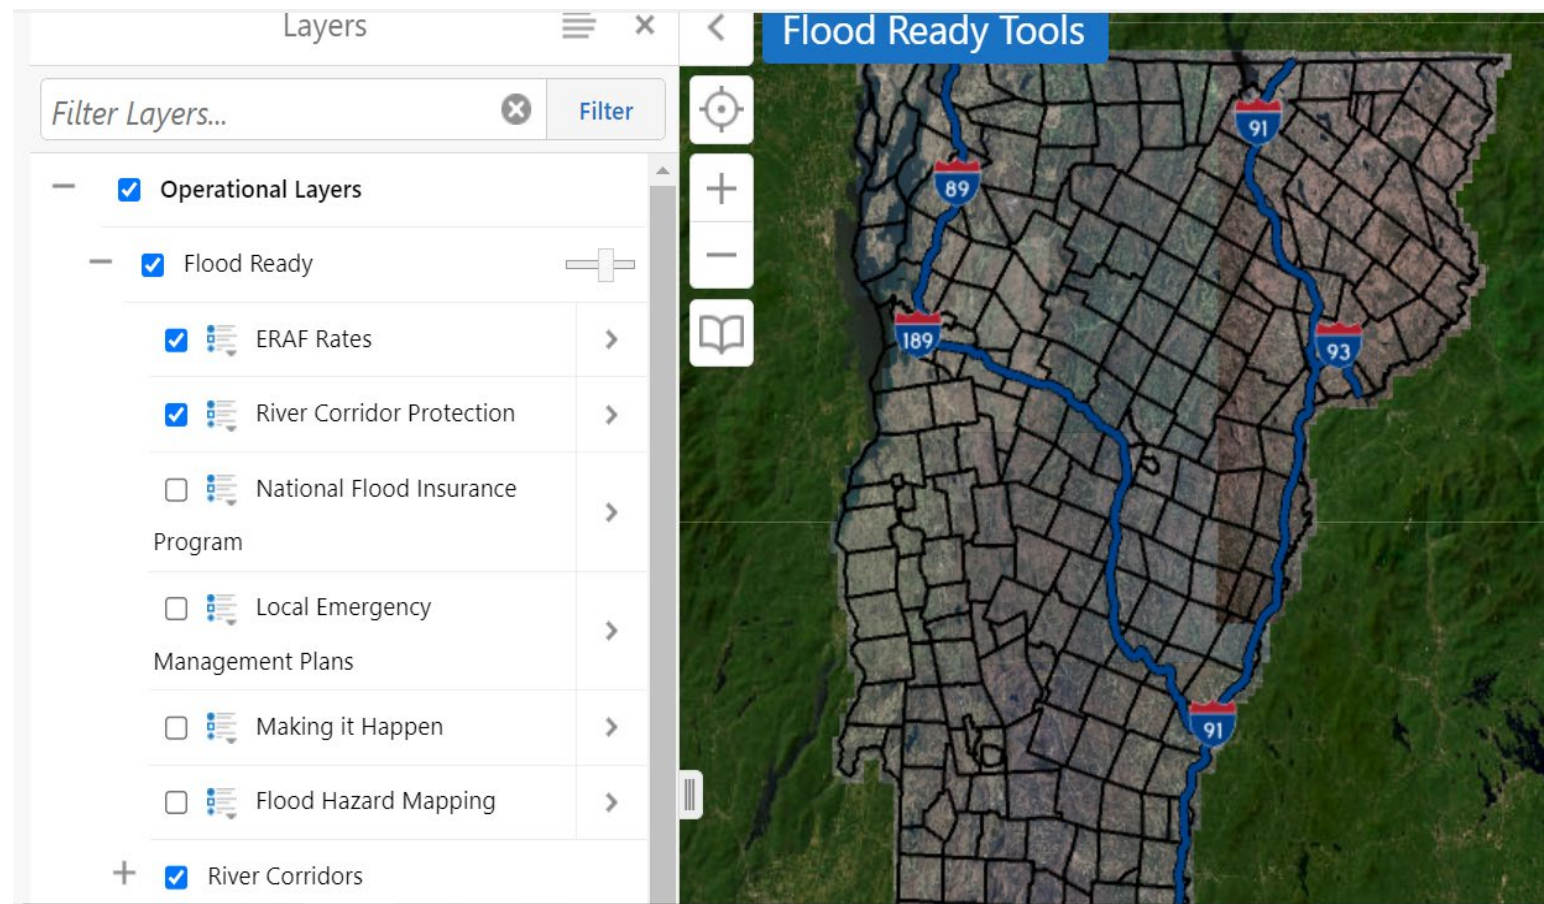 Layers
Flood Ready Tools
Filter Layers...
Filter
Operational Layers
Flood Ready
ERAF Rates
River Corridor Protection
National Flood Insurance
Program
Local Emergency
Management Plans
Making it Happen
Flood Hazard Mapping
River Corridors
91
89
189
93
91